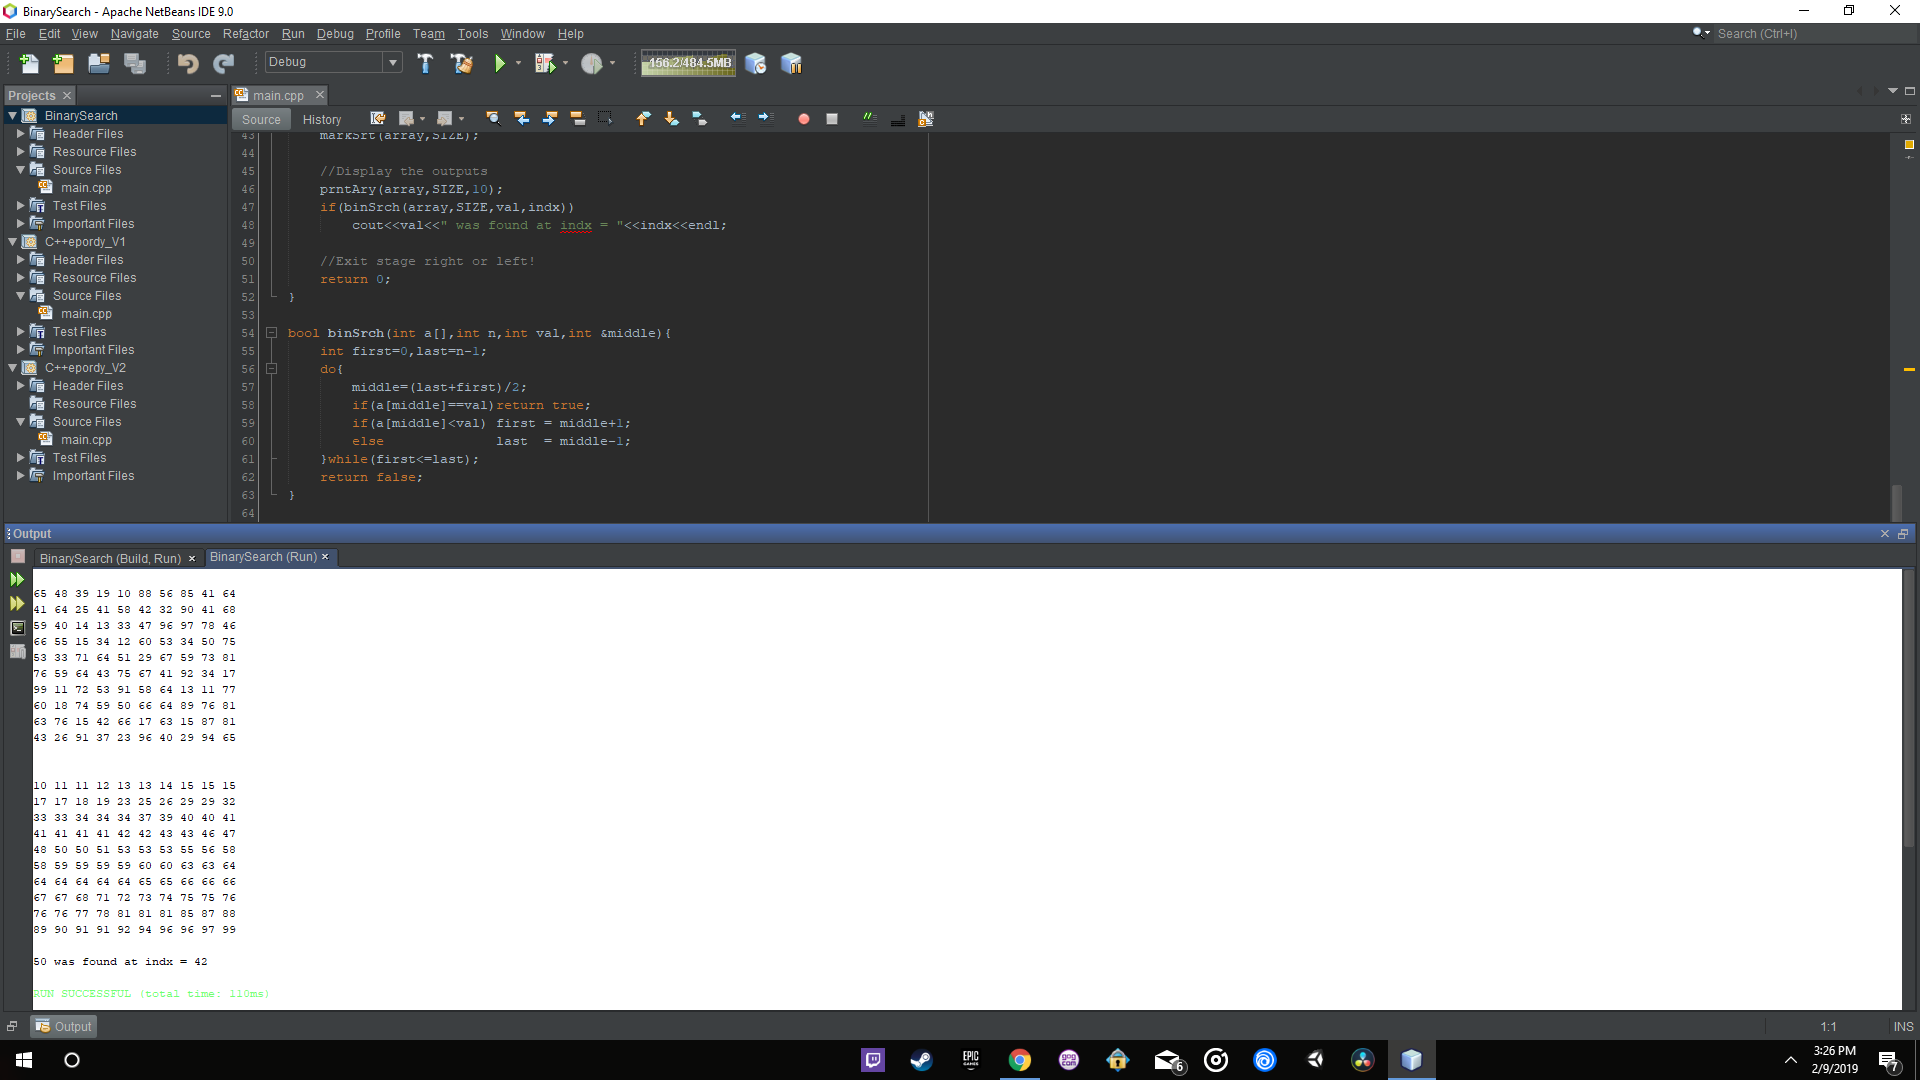 BinarySearch - Apache NetBeans IDE 9.0
File Edit View Navigate Source Refactor Run Debug Profile Team Tools Window Help
Search (Ctrl+I)
Debug
156.2/484.5MB
Projects
BinarySearch
Header Files
Resource Files
Source Files
main.cpp
Test Files
Important Files
C++epordy_V1
Header Files
Resource Files
Source Files
main.cpp
Test Files
Important Files
C++epordy_V2
Header Files
Resource Files
Source Files
main.cpp
Test Files
Important Files
main.cpp
Source History
43 markSrt(array,SIZE);
44
45 //Display the outputs
46 prntAry(array,SIZE,10);
47 if(binSrch(array,SIZE,val,indx))
48 cout<<val<<" was found at indx = "<<indx<<endl;
49
50 //Exit stage right or left!
51 return 0;
52 }
53
54 bool binSrch(int a[],int n,int val,int &middle){
55 int first=0,last=n-1;
56 do{
57 middle=(last+first)/2;
58 if(a[middle]==val)return true;
59 if(a[middle]<val) first = middle+1;
60 else last = middle-1;
61 }while(first<=last);
62 return false;
63 }
64
Output
BinarySearch (Build, Run) BinarySearch (Run)
65 48 39 19 10 88 56 85 41 64
41 64 25 41 58 42 32 90 41 68
59 40 14 13 33 47 96 97 78 46
66 55 15 34 12 60 53 34 50 75
53 33 71 64 51 29 67 59 73 81
76 59 64 43 75 67 41 92 34 17
99 11 72 53 91 58 64 13 11 77
60 18 74 59 50 66 64 89 76 81
63 76 15 42 66 17 63 15 87 81
43 26 91 37 23 96 40 29 94 65
10 11 11 12 13 13 14 15 15 15
17 17 18 19 23 25 26 29 29 32
33 33 34 34 34 37 39 40 40 41
41 41 41 41 42 42 43 43 46 47
48 50 50 51 53 53 53 55 56 58
58 59 59 59 59 60 60 63 63 64
64 64 64 64 64 65 65 66 66 66
67 67 68 71 72 73 74 75 75 76
76 76 77 78 81 81 81 85 87 88
89 90 91 91 92 94 96 96 97 99
50 was found at indx = 42
RUN SUCCESSFUL (total time: 110ms)
Output
1:1 INS
EPIC GAMES
gog com
6
3:26 PM
2/9/2019
7